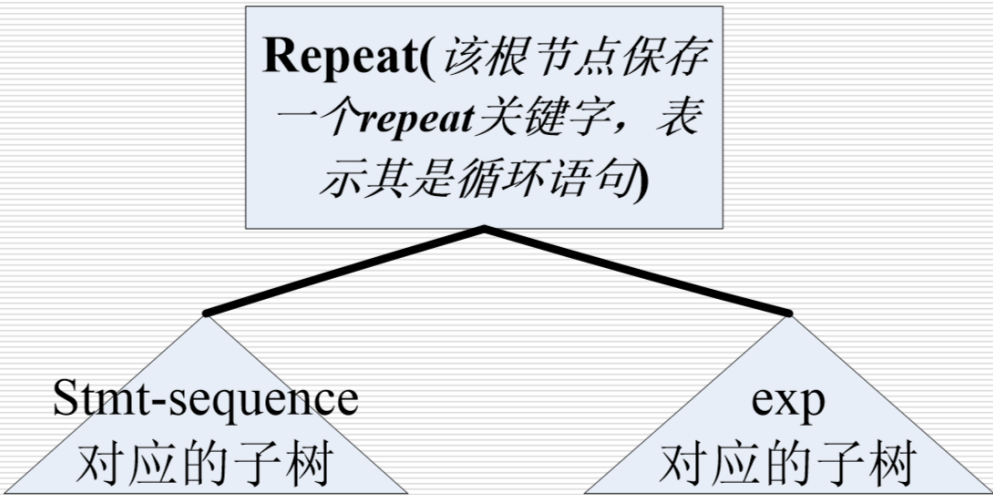 Repeat(该根节点保存
一个repeat关键字，表
示其是循环语句)
Stmt-sequence
对应的子树
exp
对应的子树